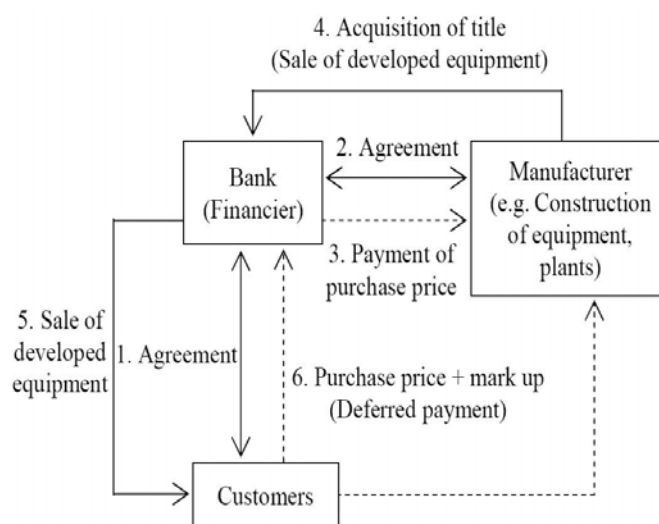 4. Acquisition of title
(Sale of developed equipment)
Bank
(Financier)
2. Agreement
Manufacturer
(e.g. Construction
of equipment,
plants)
3. Payment of
purchase price
5. Sale of
developed
equipment
1. Agreement
6. Purchase price + mark up
(Deferred payment)
Customers